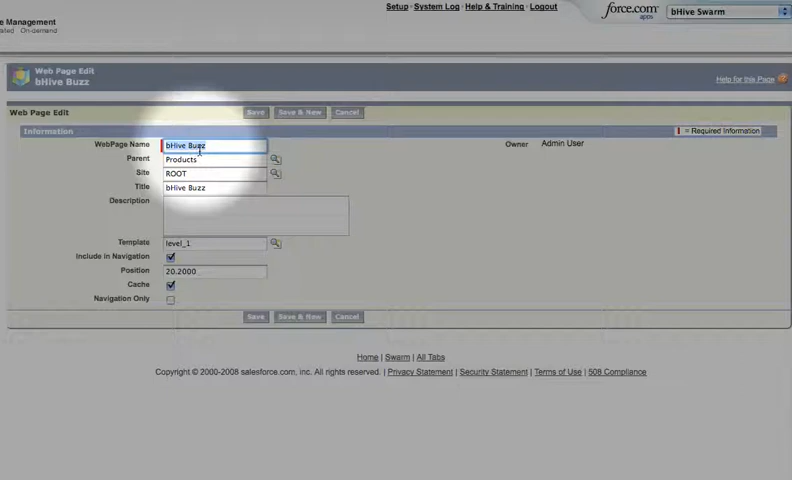 Setup · System Log · Help & Training · Logout
force.com
apps
bHive Swarm
e Management
On-demand
Web Page Edit
bHive Buzz
Help for this Page
Web Page Edit
Save
Save & New
Cancel
Information
= Required Information
WebPage Name
bHive Buzz
Owner
Admin User
Parent
Products
Site
ROOT
Title
bHive Buzz
Description
Template
level_1
Include in Navigation
Position
20.2000
Cache
Navigation Only
Save
Save & New
Cancel
Home | Swarm | All Tabs
Copyright © 2000-2008 salesforce.com, inc. All rights reserved. | Privacy Statement | Security Statement | Terms of Use | 508 Compliance